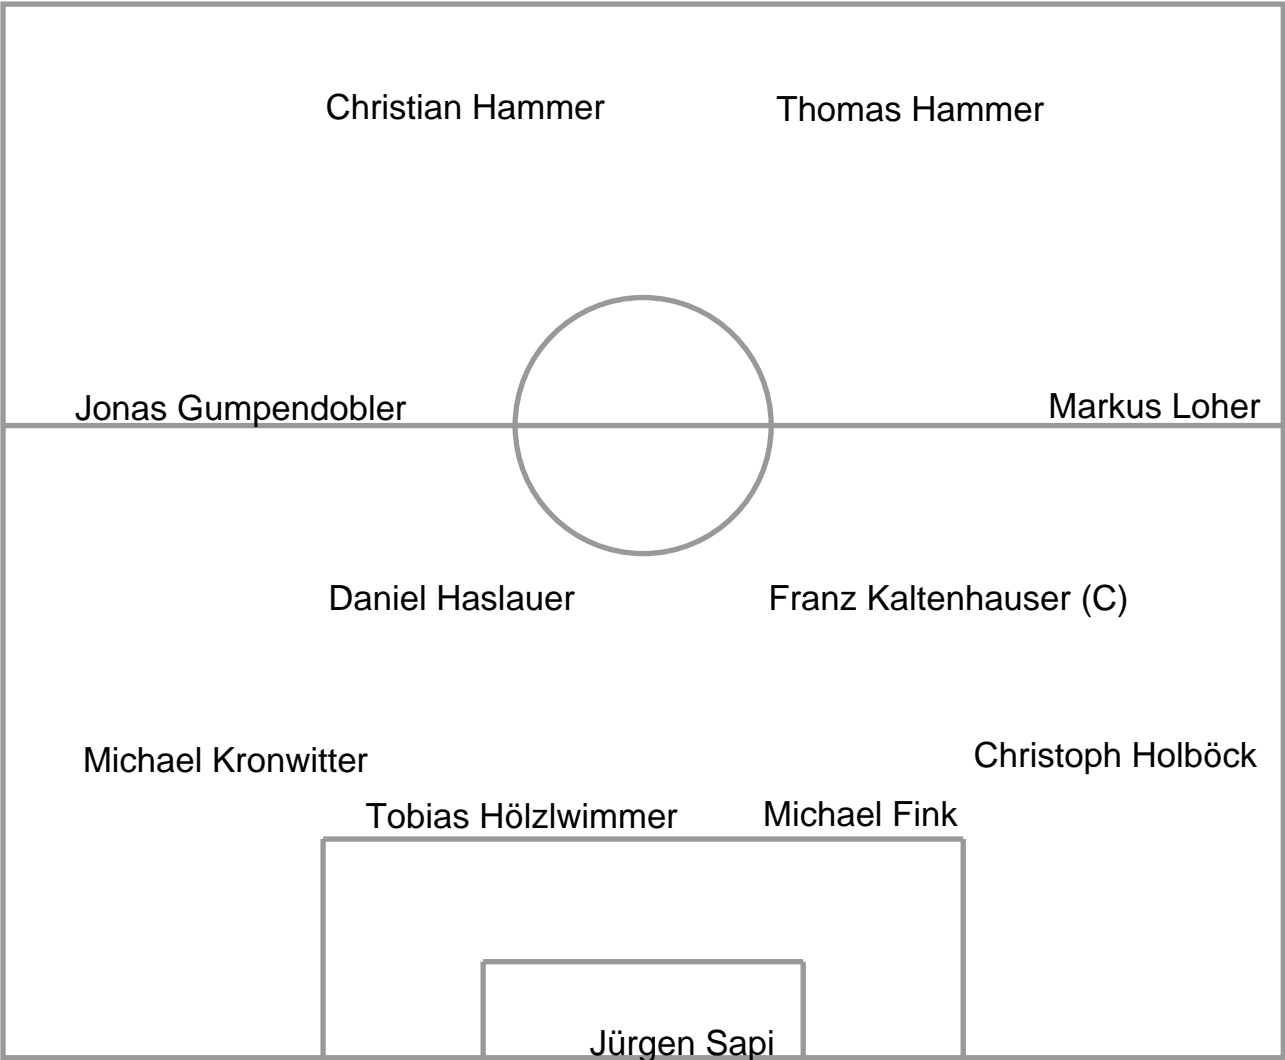 Christian Hammer
Thomas Hammer
Jonas Gumpendobler
Markus Loher
Daniel Haslauer
Franz Kaltenhauser (C)
Michael Kronwitter
Christoph Holböck
Tobias Hölzlwimmer
Michael Fink
Jürgen Sapi